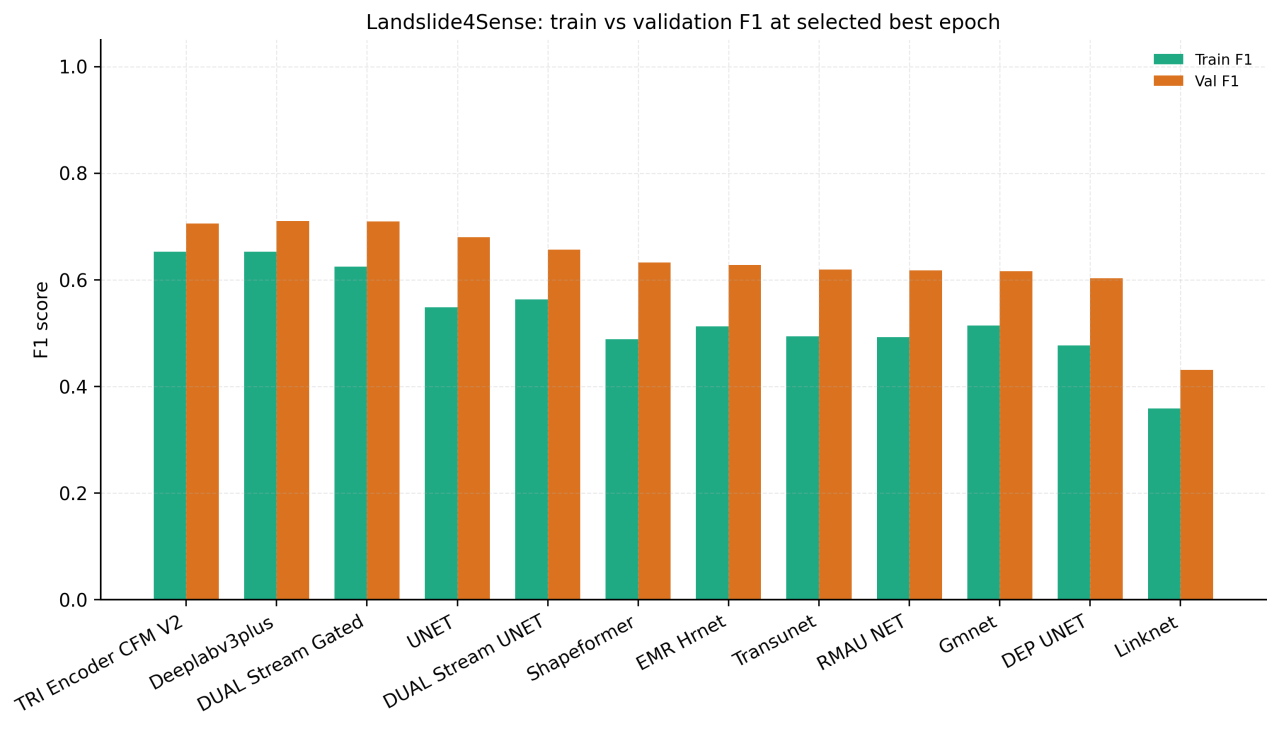 Landslide4Sense: train vs validation F1 at selected best epoch
Train F1
Val F1
F1 score
1.0
0.8
0.6
0.4
0.2
0.0
TRI Encoder CFM V2
Deeplabv3plus
DUAL Stream Gated
UNET
DUAL Stream UNET
Shapeformer
EMR Hrnet
Transunet
RMAU NET
Gmnet
DEP UNET
Linknet